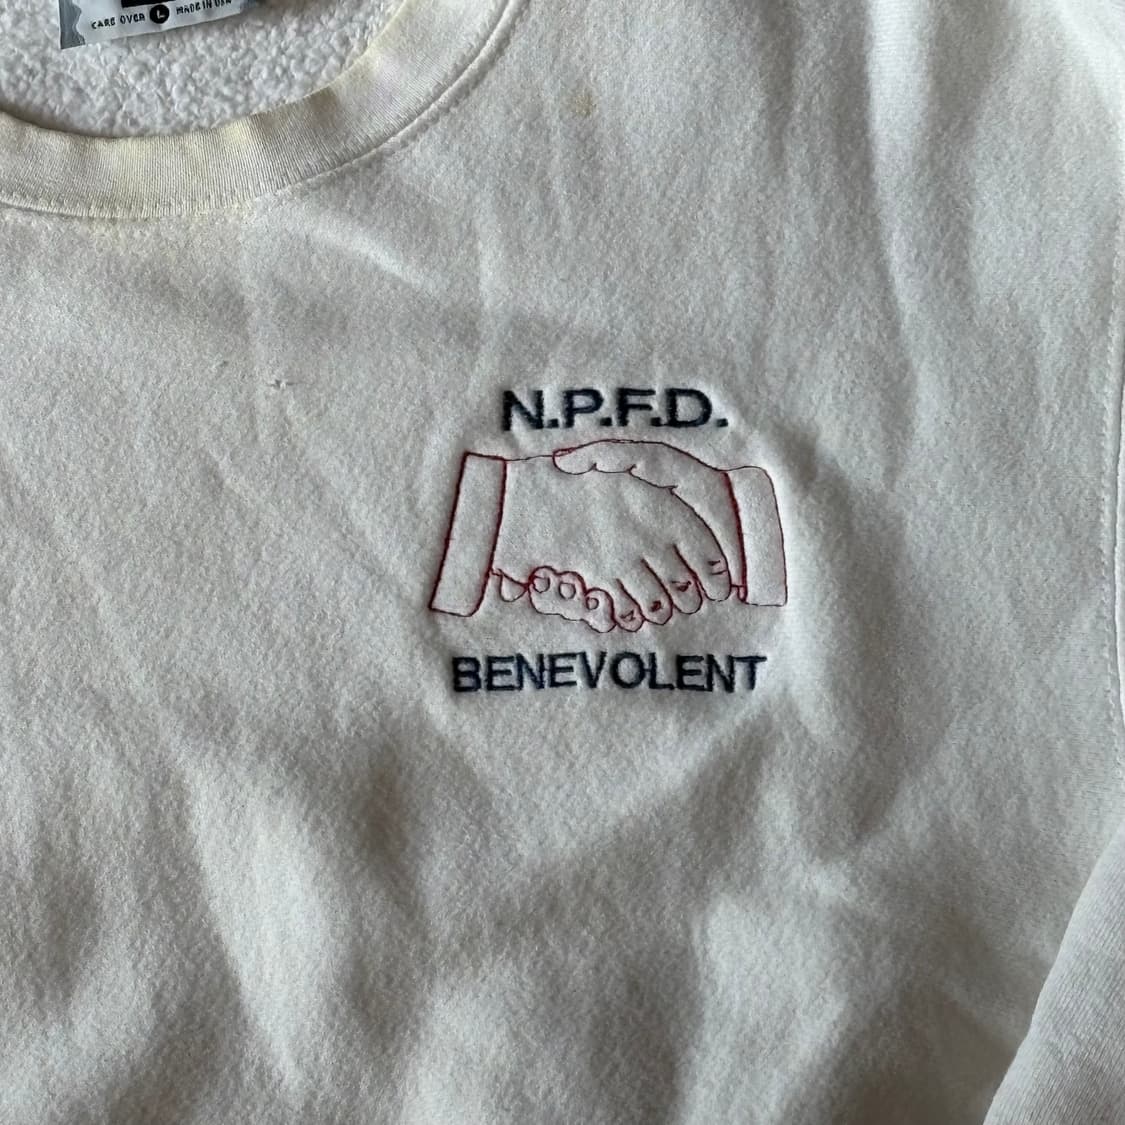 CARE OVER L MADE IN USA
N.P.F.D.
BENEVOLENT